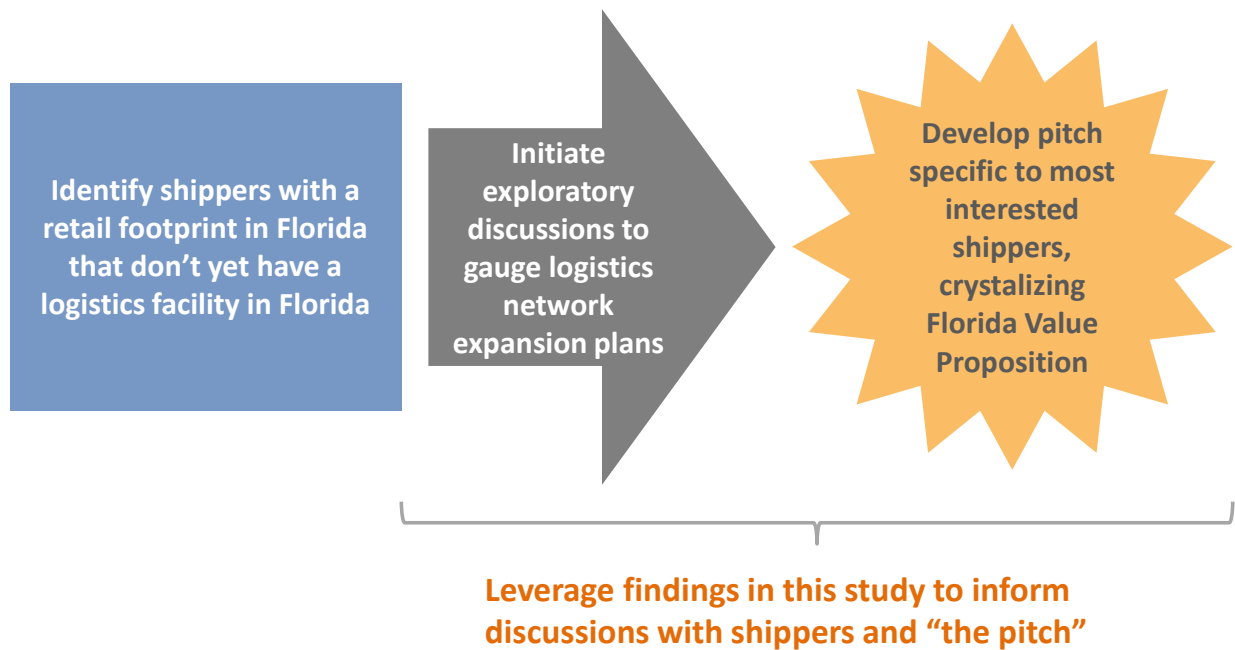 Identify shippers with a
retail footprint in Florida
that don’t yet have a
logistics facility in Florida
Initiate
exploratory
discussions to
gauge logistics
network
expansion plans
Develop pitch
specific to most
interested
shippers,
crystalizing
Florida Value
Proposition
Leverage findings in this study to inform
discussions with shippers and “the pitch”